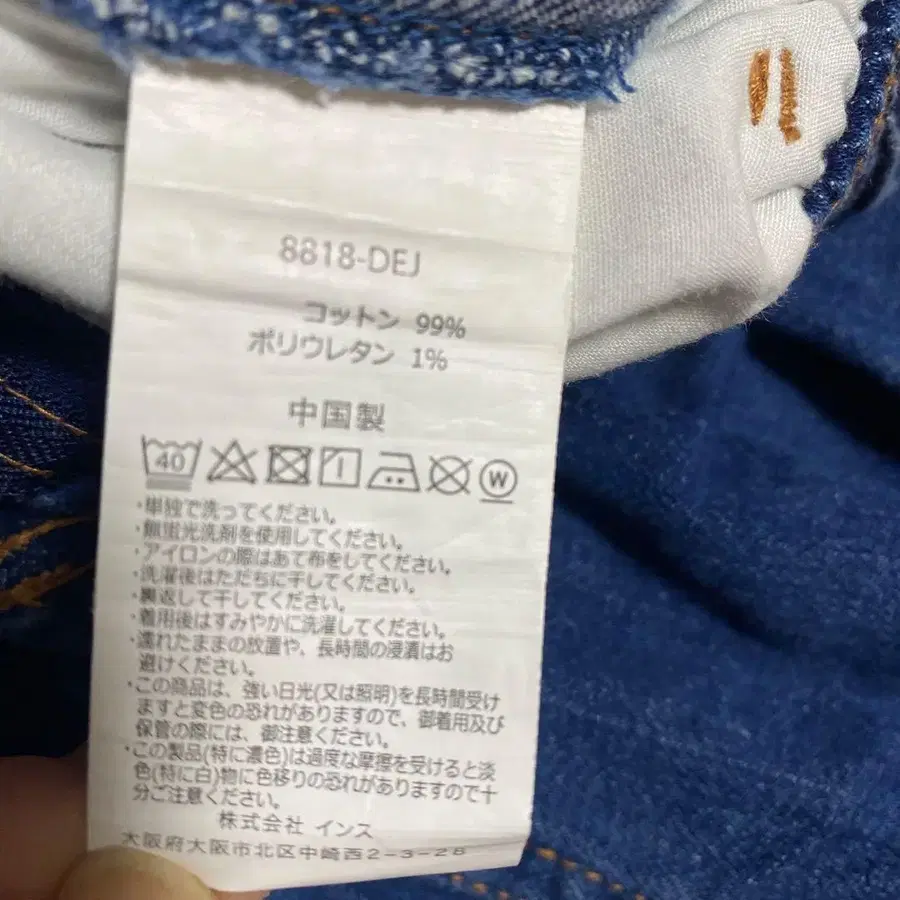 8818-DEJ
コットン 99%
ポリウレタン 1%
中国製
40 W
・単独で洗ってください。
・無蛍光洗剤を使用してください。
・アイロンの際はあて布をしてください。
・洗濯後はただちに干してください。
・裏返して干してください。
・着用後はすみやかに洗濯してください。
・濡れたままの放置や、長時間の浸漬はお
避けください。
・この商品は、強い日光(又は照明)を長時間受け
ますと変色の恐れがありますので、御着用及び
保管の際には、御注意ください。
・この製品(特に濃色)は過度な摩擦を受けると淡
色(特に白)物に色移りの恐れがありますので十
分ご注意ください。
株式会社 インス
大阪府大阪市北区中崎西2-3-28